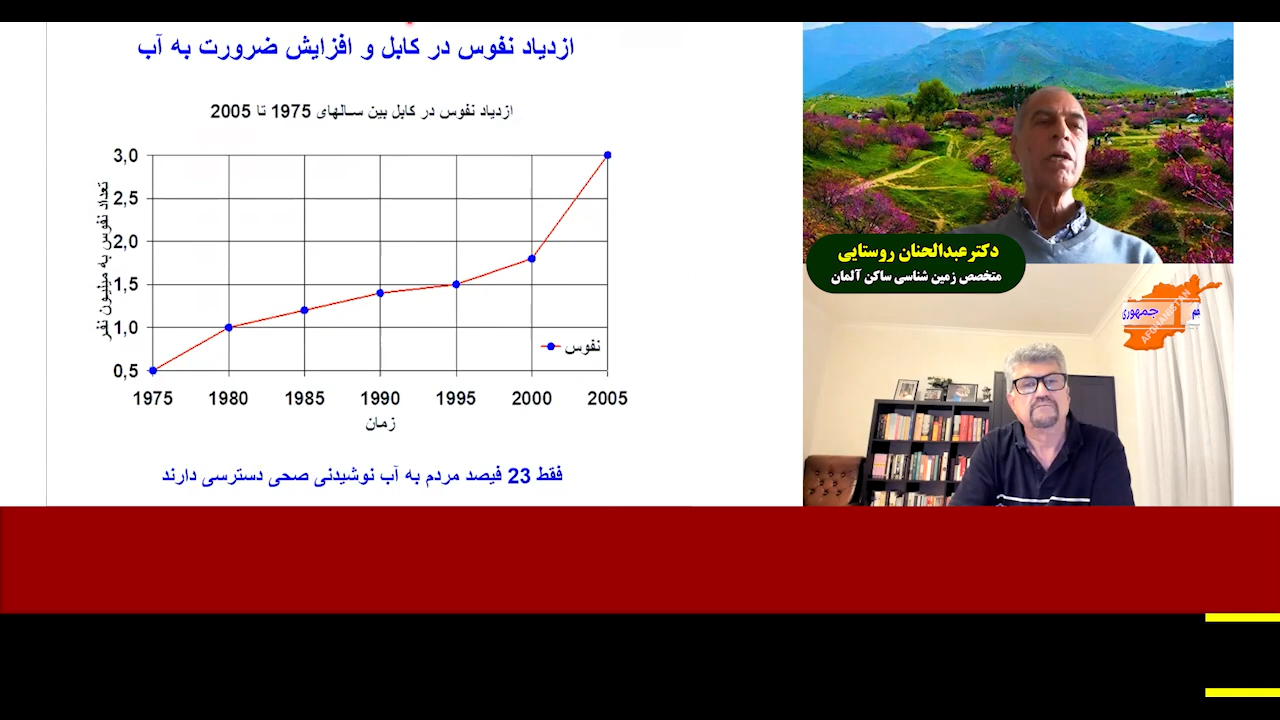 ازدیاد نفوس در کابل و افزایش ضرورت به آب
ازدیاد نفوس در کابل بین سالهای 1975 تا 2005
تعداد نفوس به میلیون نفر
3,0
2,5
2,0
1,5
1,0
0,5
نفوس
1975 1980 1985 1990 1995 2000 2005
زمان
فقط 23 فیصد مردم به آب نوشیدنی صحی دسترسی دارند
دکترعبدالحنان روستایی
متخصص زمین شناسی ساکن آلمان
جمهوری
AFGHANISTAN